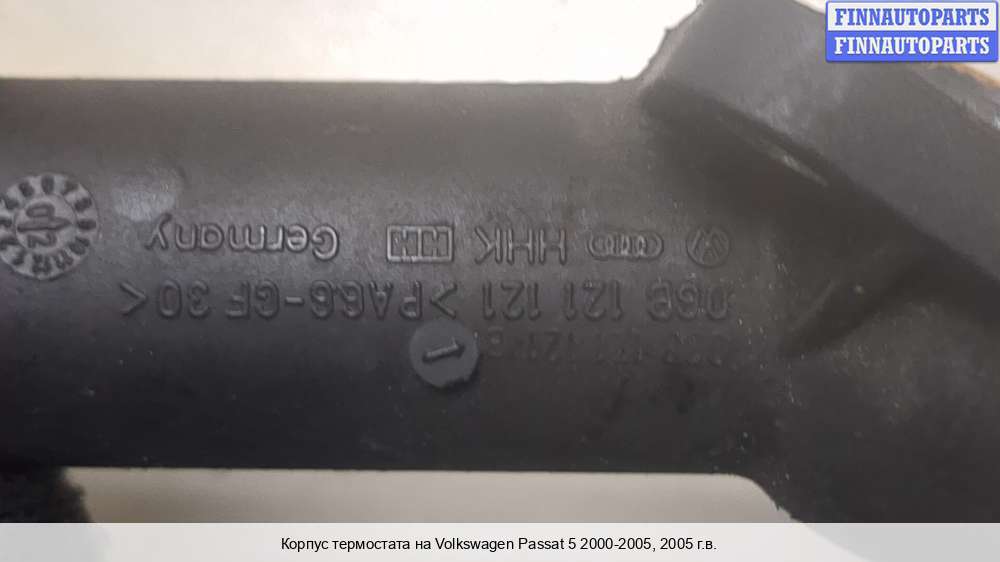 FINNAUTOPARTS
FINNAUTOPARTS
06B 121 121 >PA66-GF 30<
HHK Germany
1
Корпус термостата на Volkswagen Passat 5 2000-2005, 2005 г.в.